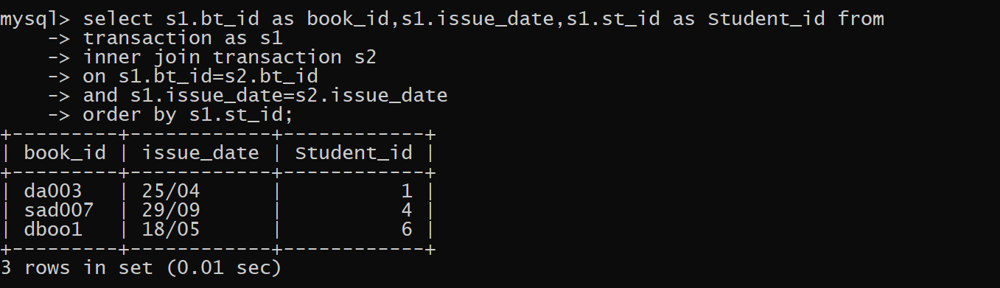 mysql> select s1.bt_id as book_id,s1.issue_date,s1.st_id as Student_id from
    -> transaction as s1
    -> inner join transaction s2
    -> on s1.bt_id=s2.bt_id
    -> and s1.issue_date=s2.issue_date
    -> order by s1.st_id;
+---------+------------+------------+
| book_id | issue_date | Student_id |
+---------+------------+------------+
| da003   | 25/04      |          1 |
| sad007  | 29/09      |          4 |
| dboo1   | 18/05      |          6 |
+---------+------------+------------+
3 rows in set (0.01 sec)